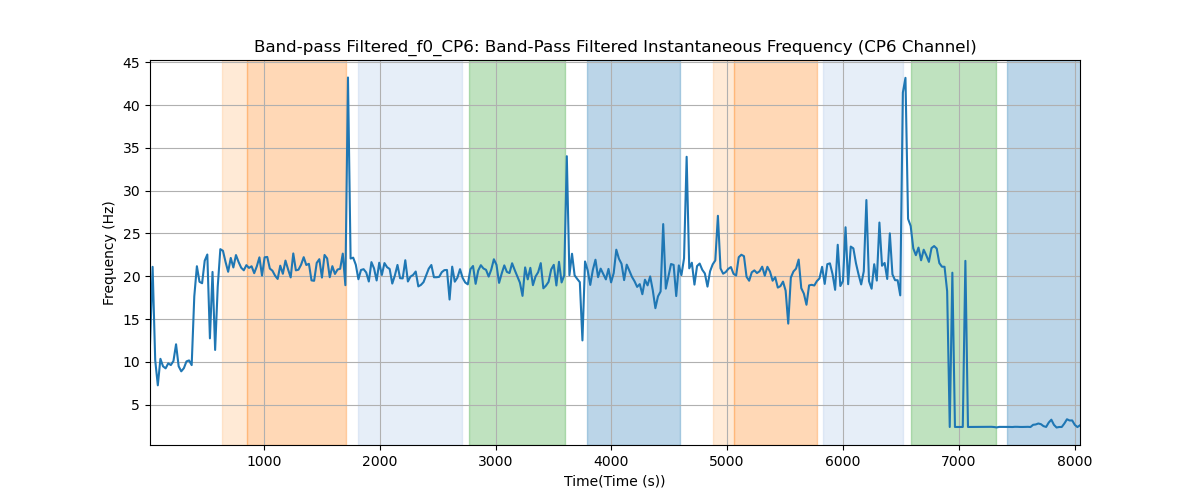 Band-pass Filtered_f0_CP6: Band-Pass Filtered Instantaneous Frequency (CP6 Channel)
45
40
35
30
25
20
15
10
5
Frequency (Hz)
1000 2000 3000 4000 5000 6000 7000 8000
Time(Time (s))